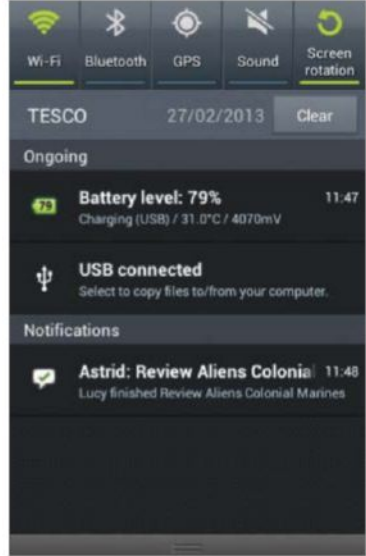 Wi-Fi
Bluetooth
GPS
Sound
Screen
rotation
TESCO 27/02/2013 Clear
Ongoing
79 Battery level: 79% 11:47
Charging (USB) / 31.0°C / 4070mV
USB connected
Select to copy files to/from your computer.
Notifications
Astrid: Review Aliens Colonial 11:48
Lucy finished Review Aliens Colonial Marines